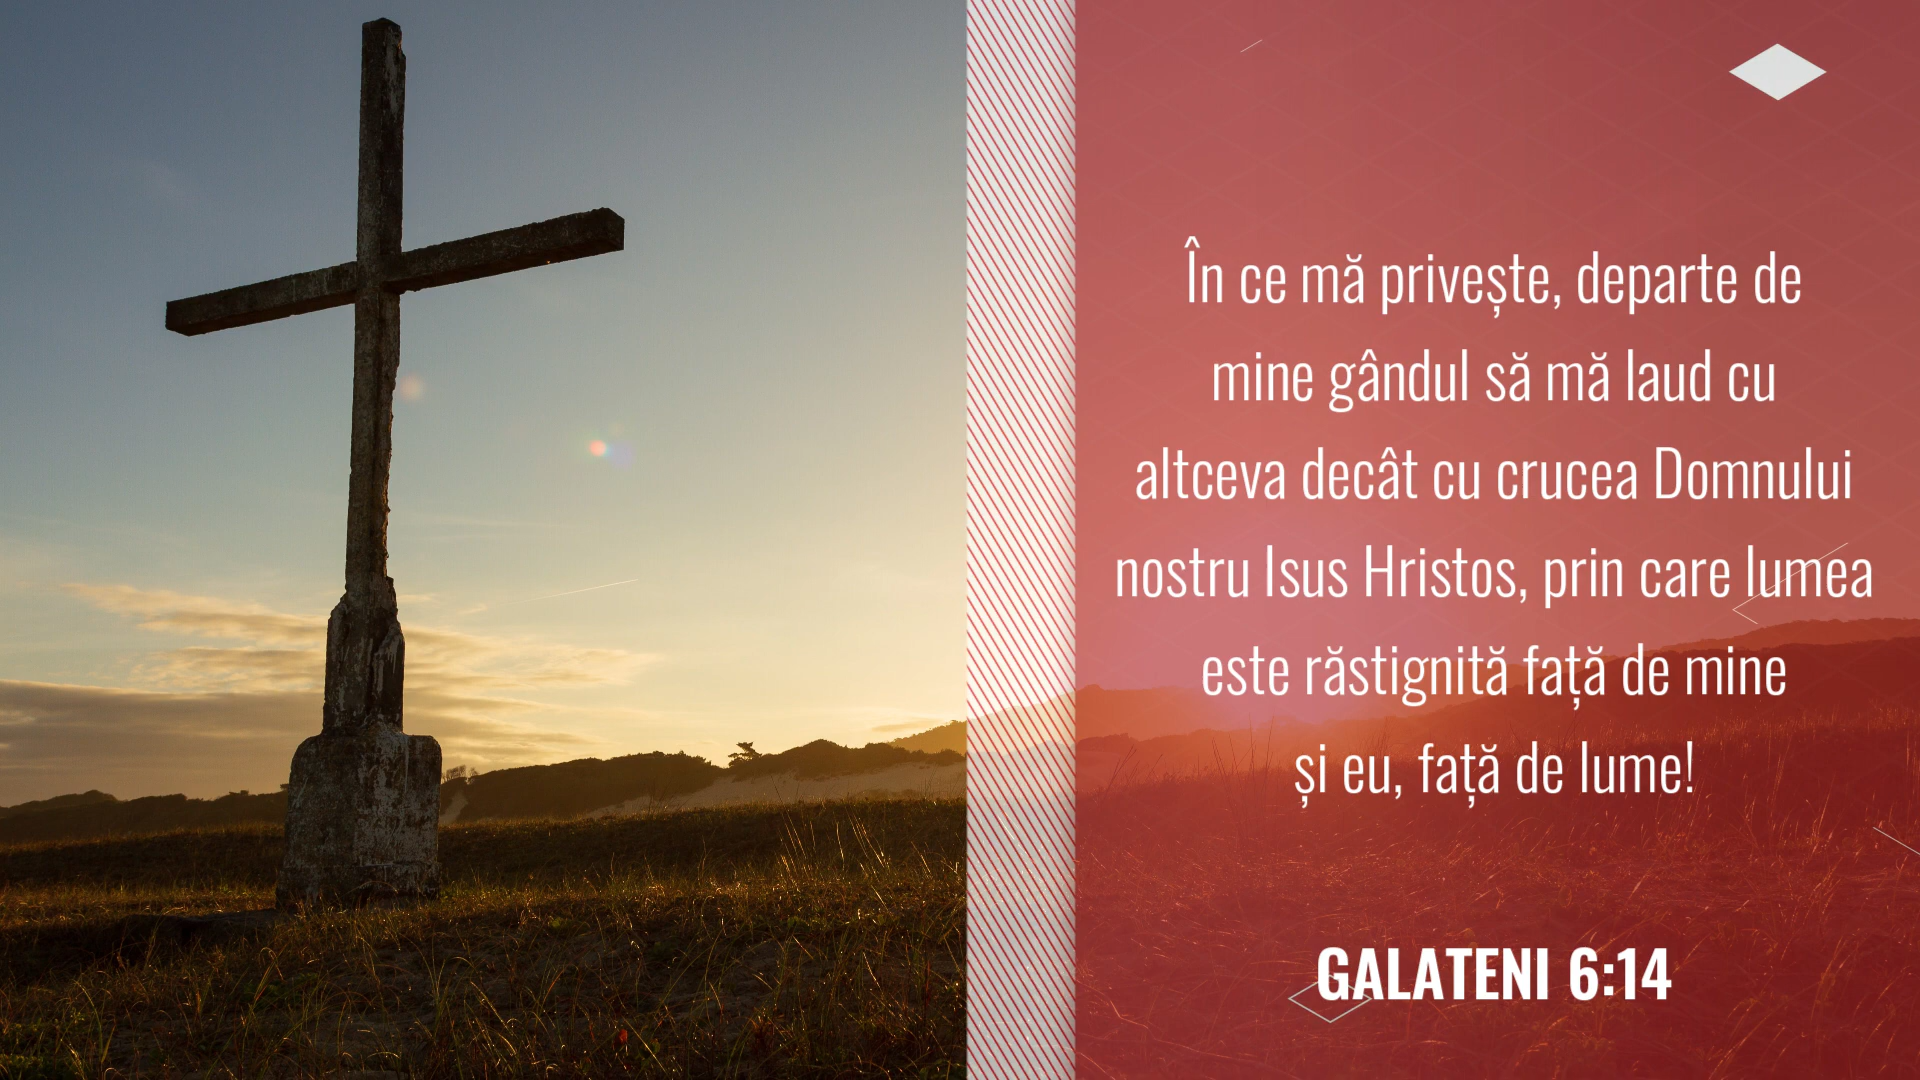 În ce mă privește, departe de
mine gândul să mă laud cu
altceva decât cu crucea Domnului
nostru Isus Hristos, prin care lumea
este răstignită față de mine
și eu, față de lume!
GALATENI 6:14